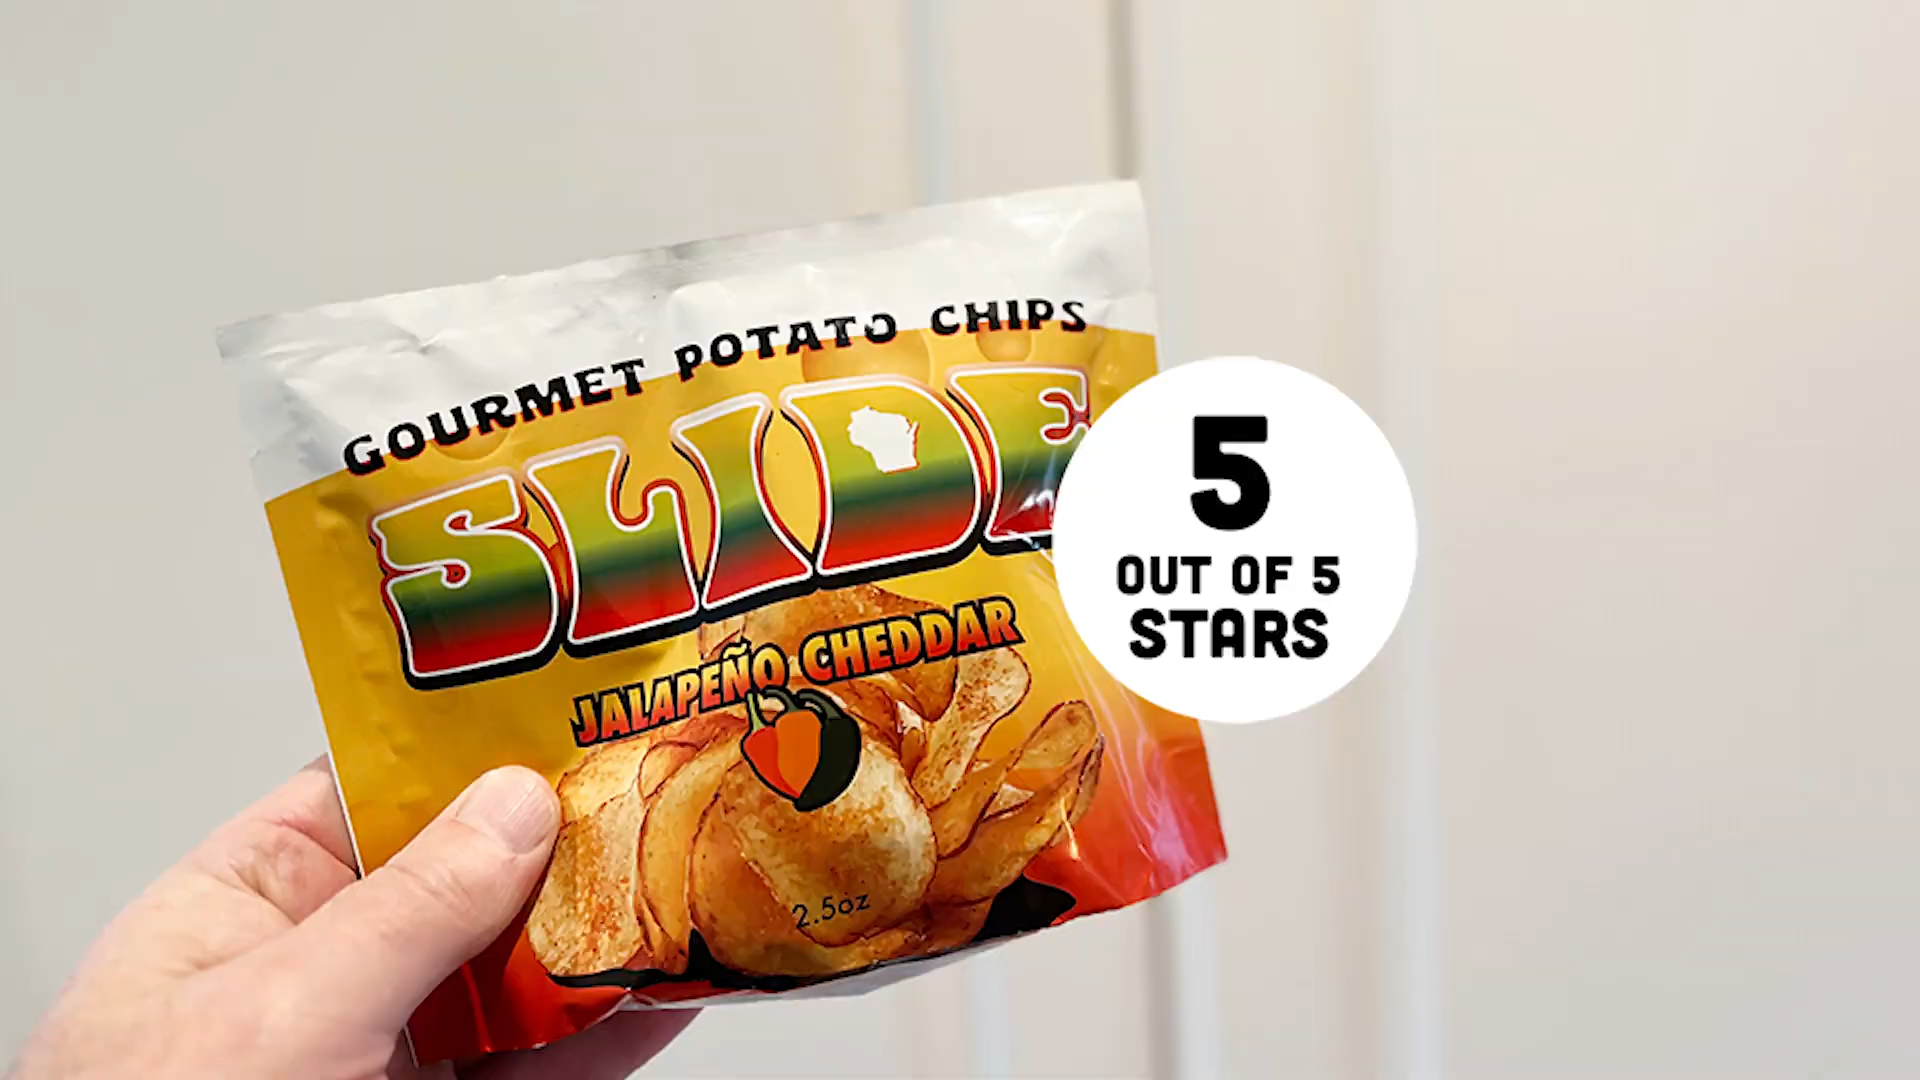 GOURMET POTATO CHIPS
SLIDE
JALAPEÑO CHEDDAR
2.5oz
5
OUT OF 5
STARS